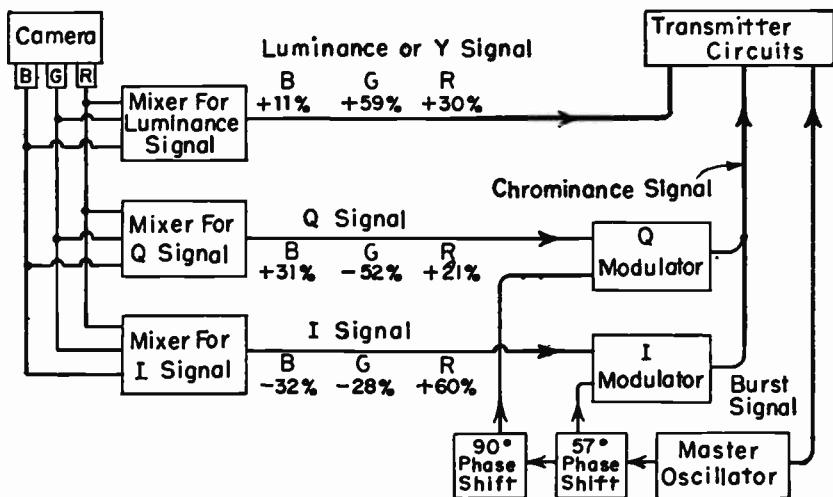 Camera
B G R
Luminance or Y Signal
B G R
+11% +59% +30%
Mixer For
Luminance
Signal
Transmitter
Circuits
Chrominance Signal
Mixer For
Q Signal
Q Signal
B G R
+31% -52% +21%
Q
Modulator
Mixer For
I Signal
I Signal
B G R
-32% -28% +60%
I
Modulator
Burst
Signal
90°
Phase
Shift
57°
Phase
Shift
Master
Oscillator